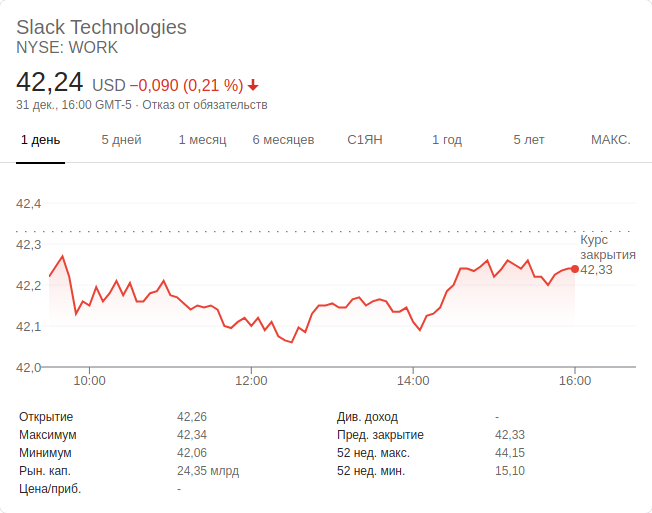 Slack Technologies
NYSE: WORK
42,24 USD −0,090 (0,21 %)
31 дек., 16:00 GMT-5 · Отказ от обязательств
1 день 5 дней 1 месяц 6 месяцев С1ЯН 1 год 5 лет МАКС.
42,4
Курс
42,3
закрытия
42,33
42,2
42,1
42,0
10:00 12:00 14:00 16:00
Открытие 42,26 Див. доход -
Максимум 42,34 Пред. закрытие 42,33
Минимум 42,06 52 нед. макс. 44,15
Рын. кап. 24,35 млрд 52 нед. мин. 15,10
Цена/приб. -